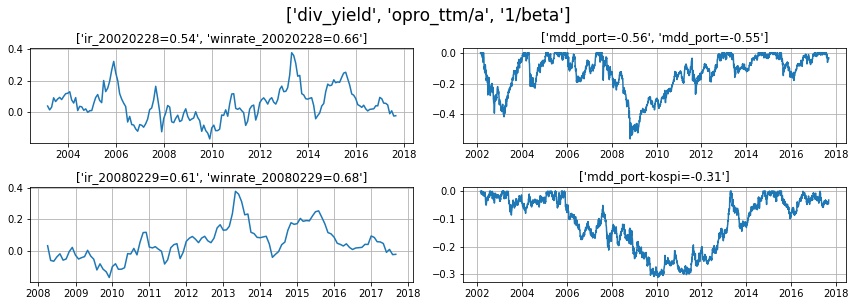 ['div_yield', 'opro_ttm/a', '1/beta']
['ir_20020228=0.54', 'winrate_20020228=0.66']
0.4
0.2
0.0
2004 2006 2008 2010 2012 2014 2016 2018
['mdd_port=-0.56', 'mdd_port=-0.55']
0.0
−0.2
−0.4
2002 2004 2006 2008 2010 2012 2014 2016 2018
['ir_20080229=0.61', 'winrate_20080229=0.68']
0.4
0.2
0.0
2008 2009 2010 2011 2012 2013 2014 2015 2016 2017 2018
['mdd_port-kospi=-0.31']
0.0
−0.1
−0.2
−0.3
2002 2004 2006 2008 2010 2012 2014 2016 2018